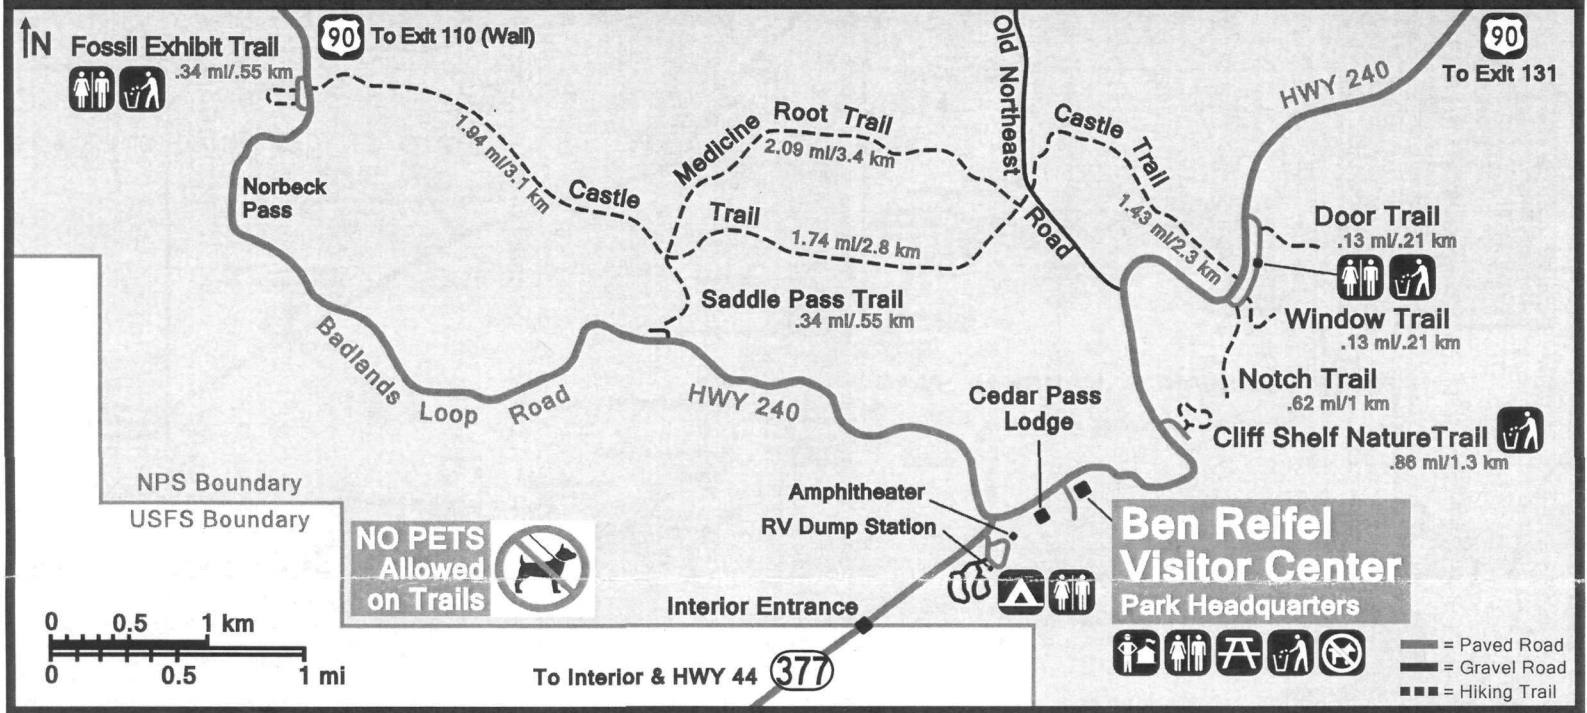 N
Fossil Exhibit Trail
.34 mi/.55 km
90
To Exit 110 (Wall)
90
To Exit 131
HWY 240
Old Northeast
Road
1.94 mi/3.1 km
Castle
Medicine Root Trail
2.09 mi/3.4 km
Trail
1.74 mi/2.8 km
Castle Trail
1.43 mi/2.3 km
Norbeck
Pass
Door Trail
.13 mi/.21 km
Saddle Pass Trail
.34 mi/.55 km
Window Trail
.13 mi/.21 km
Badlands Loop Road
HWY 240
Notch Trail
.62 mi/1 km
Cedar Pass
Lodge
Cliff Shelf NatureTrail
.86 mi/1.3 km
NPS Boundary
USFS Boundary
Amphitheater
RV Dump Station
NO PETS
Allowed
on Trails
Ben Reifel
Visitor Center
Park Headquarters
Interior Entrance
0 0.5 1 km
0 0.5 1 mi
To Interior & HWY 44
377
= Paved Road
= Gravel Road
= Hiking Trail